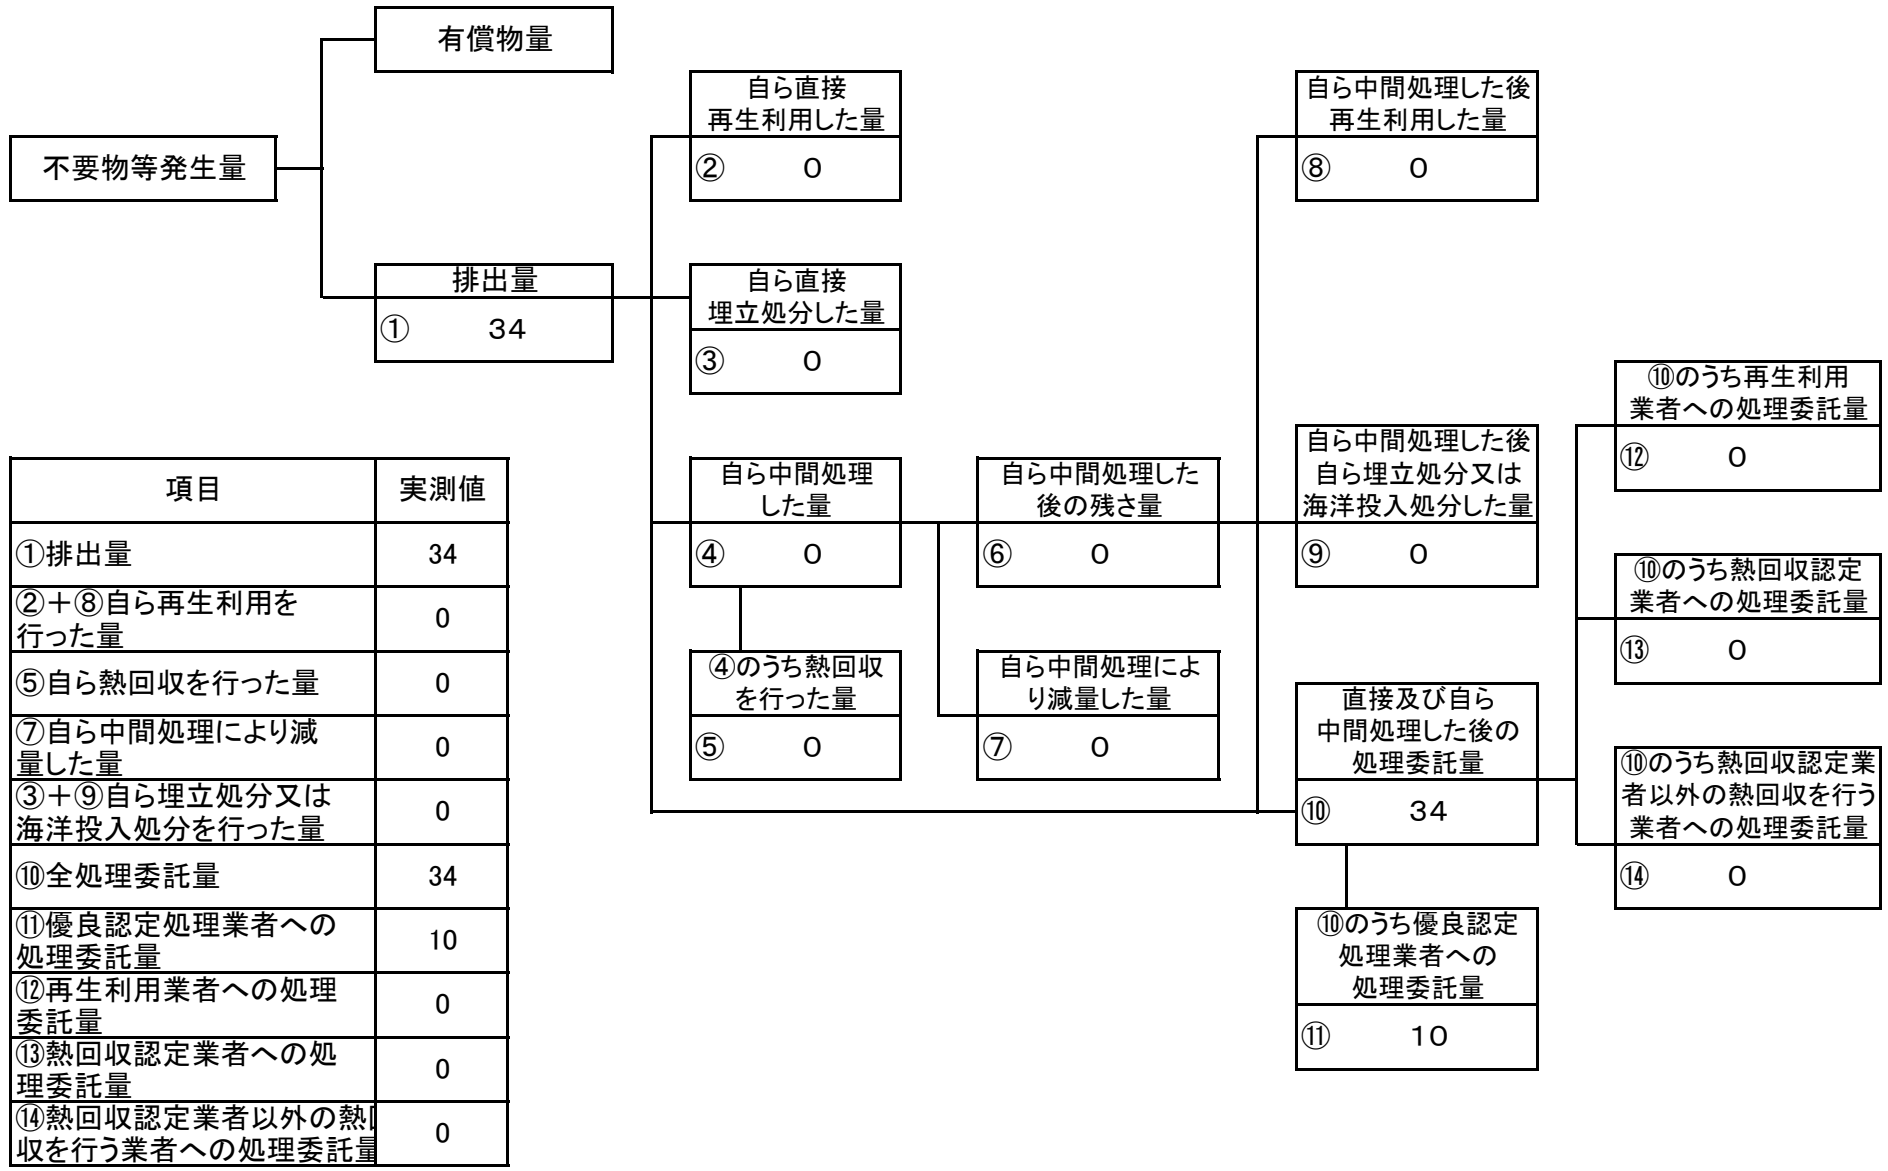 有償物量
不要物等発生量
排出量
① 34
自ら直接
再生利用した量
② 0
自ら直接
埋立処分した量
③ 0
自ら中間処理
した量
④ 0
④のうち熱回収
を行った量
⑤ 0
自ら中間処理した
後の残さ量
⑥ 0
自ら中間処理によ
り減量した量
⑦ 0
自ら中間処理した後
再生利用した量
⑧ 0
自ら中間処理した後
自ら埋立処分又は
海洋投入処分した量
⑨ 0
直接及び自ら
中間処理した後の
処理委託量
⑩ 34
⑩のうち優良認定
処理業者への
処理委託量
⑪ 10
⑩のうち再生利用
業者への処理委託量
⑫ 0
⑩のうち熱回収認定
業者への処理委託量
⑬ 0
⑩のうち熱回収認定業
者以外の熱回収を行う
業者への処理委託量
⑭ 0
項目 実測値
①排出量 34
②+⑧自ら再生利用を
行った量 0
⑤自ら熱回収を行った量 0
⑦自ら中間処理により減
量した量 0
③+⑨自ら埋立処分又は
海洋投入処分を行った量 0
⑩全処理委託量 34
⑪優良認定処理業者への
処理委託量 10
⑫再生利用業者への処理
委託量 0
⑬熱回収認定業者への処
理委託量 0
⑭熱回収認定業者以外の熱
収を行う業者への処理委託量 0